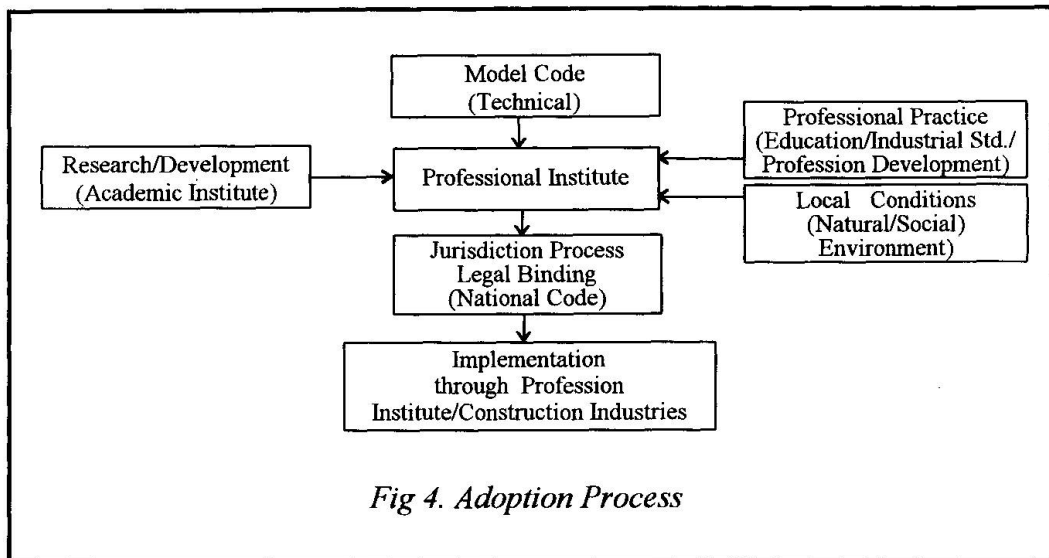 Model Code
(Technical)
Professional Practice
(Education/Industrial Std./
Profession Development)
Research/Development
(Academic Institute)
Professional Institute
Local Conditions
(Natural/Social)
Environment)
Jurisdiction Process
Legal Binding
(National Code)
Implementation
through Profession
Institute/Construction Industries
Fig 4. Adoption Process